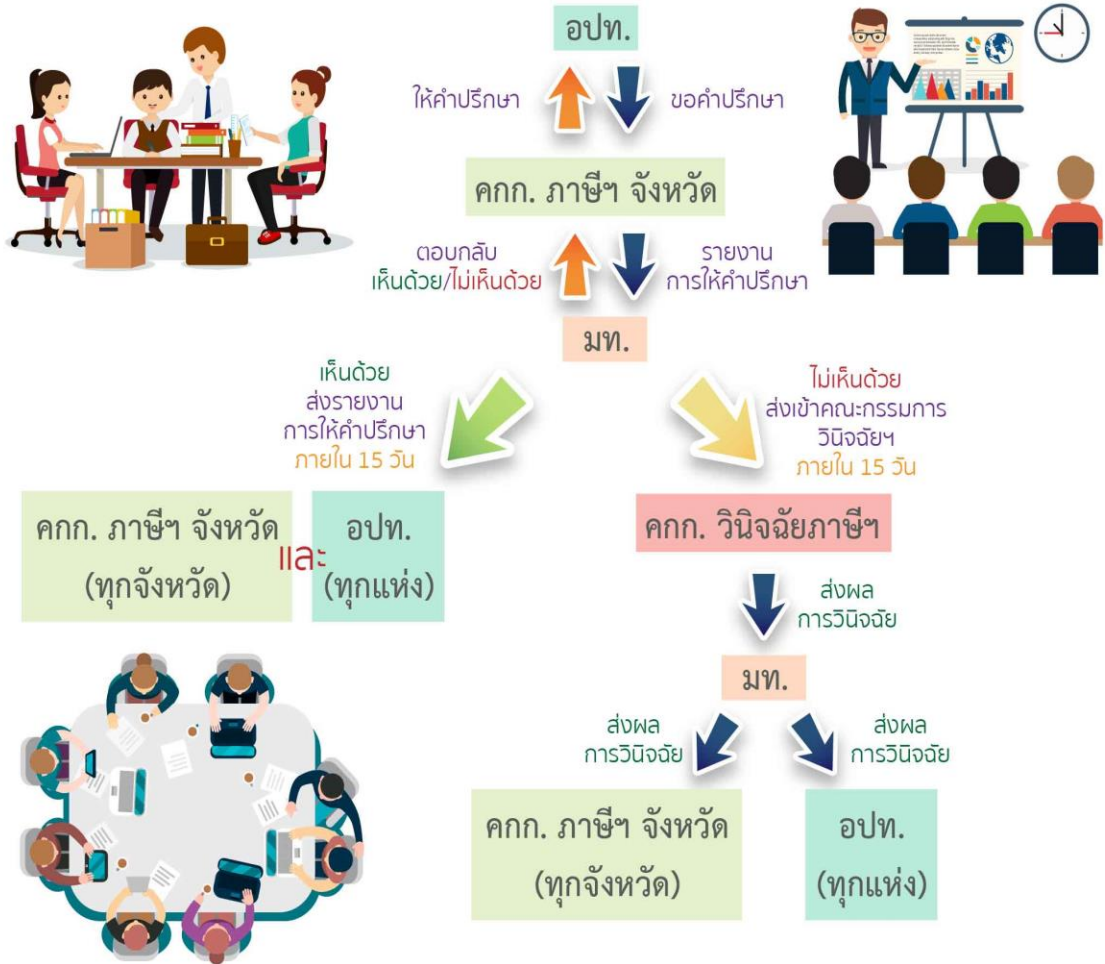 อปท.
ให้คำปรึกษา
ขอคำปรึกษา
คกก. ภาษีฯ จังหวัด
ตอบกลับ
เห็นด้วย/ไม่เห็นด้วย
รายงาน
การให้คำปรึกษา
มท.
เห็นด้วย
ส่งรายงาน
การให้คำปรึกษา
ภายใน 15 วัน
ไม่เห็นด้วย
ส่งเข้าคณะกรรมการ
วินิจฉัยฯ
ภายใน 15 วัน
คกก. ภาษีฯ จังหวัด
(ทุกจังหวัด)
และ
อปท.
(ทุกแห่ง)
คกก. วินิจฉัยภาษีฯ
ส่งผล
การวินิจฉัย
มท.
ส่งผล
การวินิจฉัย
ส่งผล
การวินิจฉัย
คกก. ภาษีฯ จังหวัด
(ทุกจังหวัด)
อปท.
(ทุกแห่ง)